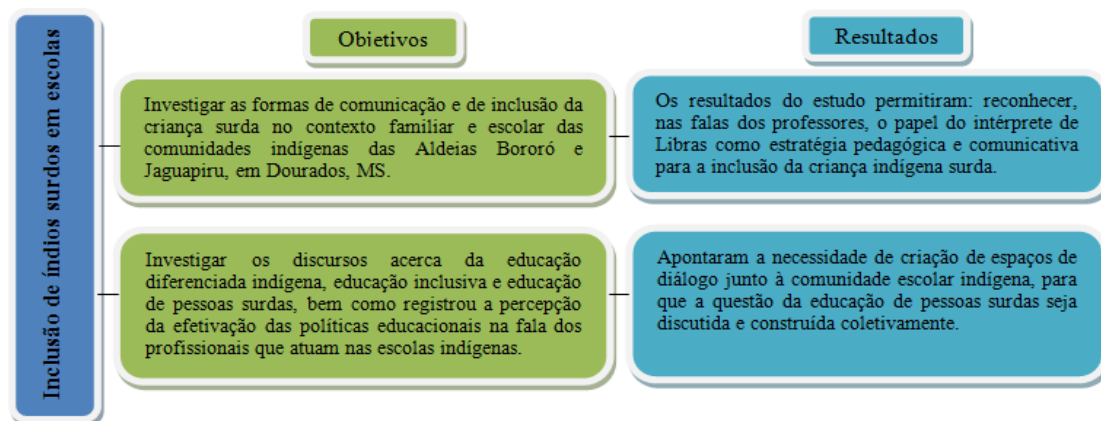 Inclusão de índios surdos em escolas
Objetivos
Resultados
Investigar as formas de comunicação e de inclusão da
criança surda no contexto familiar e escolar das
comunidades indígenas das Aldeias Bororó e
Jaguapiru, em Dourados, MS.
Os resultados do estudo permitiram: reconhecer,
nas falas dos professores, o papel do intérprete de
Libras como estratégia pedagógica e comunicativa
para a inclusão da criança indígena surda.
Investigar os discursos acerca da educação
diferenciada indígena, educação inclusiva e educação
de pessoas surdas, bem como registrou a percepção
da efetivação das políticas educacionais na fala dos
profissionais que atuam nas escolas indígenas.
Apontaram a necessidade de criação de espaços de
diálogo junto à comunidade escolar indígena, para
que a questão da educação de pessoas surdas seja
discutida e construída coletivamente.